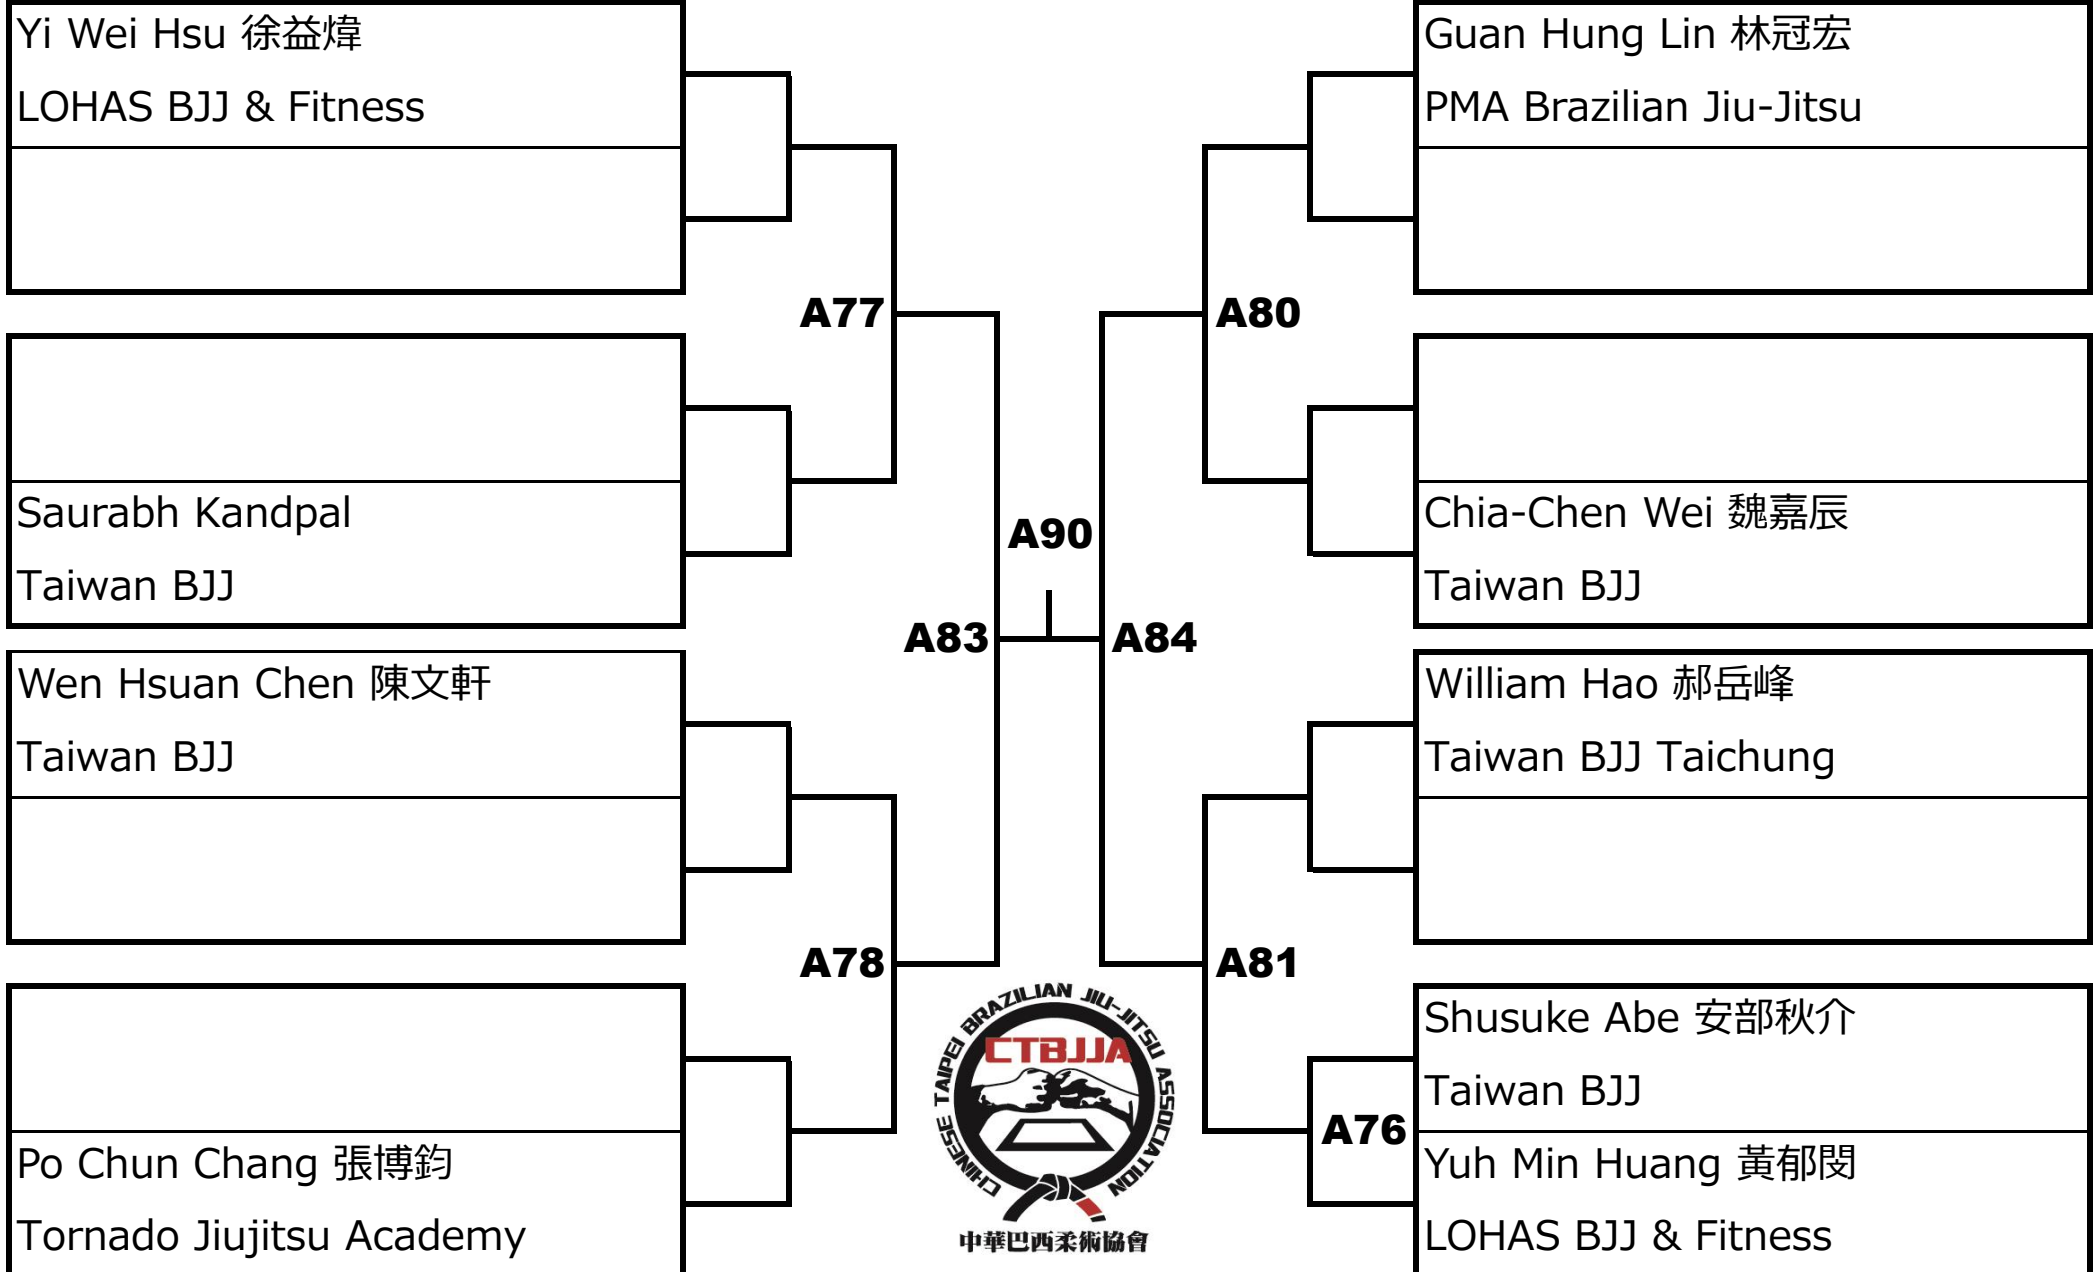 Yi Wei Hsu 徐益煒
LOHAS BJJ & Fitness
Saurabh Kandpal
Taiwan BJJ
Wen Hsuan Chen 陳文軒
Taiwan BJJ
Po Chun Chang 張博鈞
Tornado Jiujitsu Academy
A77
A78
A83
A90
A84
A80
A81
A76
Guan Hung Lin 林冠宏
PMA Brazilian Jiu-Jitsu
Chia-Chen Wei 魏嘉辰
Taiwan BJJ
William Hao 郝岳峰
Taiwan BJJ Taichung
Shusuke Abe 安部秋介
Taiwan BJJ
Yuh Min Huang 黃郁閔
LOHAS BJJ & Fitness
CHINESE TAIPEI BRAZILIAN JIU-JITSU ASSOCIATION
CTBJJA
中華巴西柔術協會